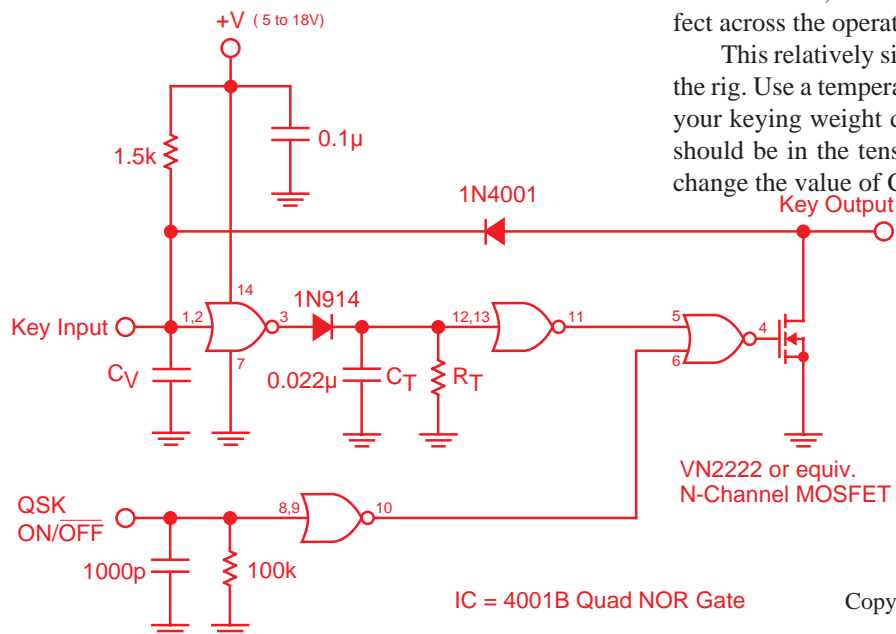 +V ( 5 to 18V)
fect across the operat
This relatively si
the rig. Use a tempera
your keying weight c
should be in the tens
change the value of C
1.5k
0.1µ
1N4001
Key Output
14
1N914
Key Input
1,2
3
12,13
11
5
4
6
7
CV
0.022µ
CT
RT
VN2222 or equiv.
N-Channel MOSFET
QSK
ON/OFF
8,9
10
1000p
100k
IC = 4001B Quad NOR Gate
Copy